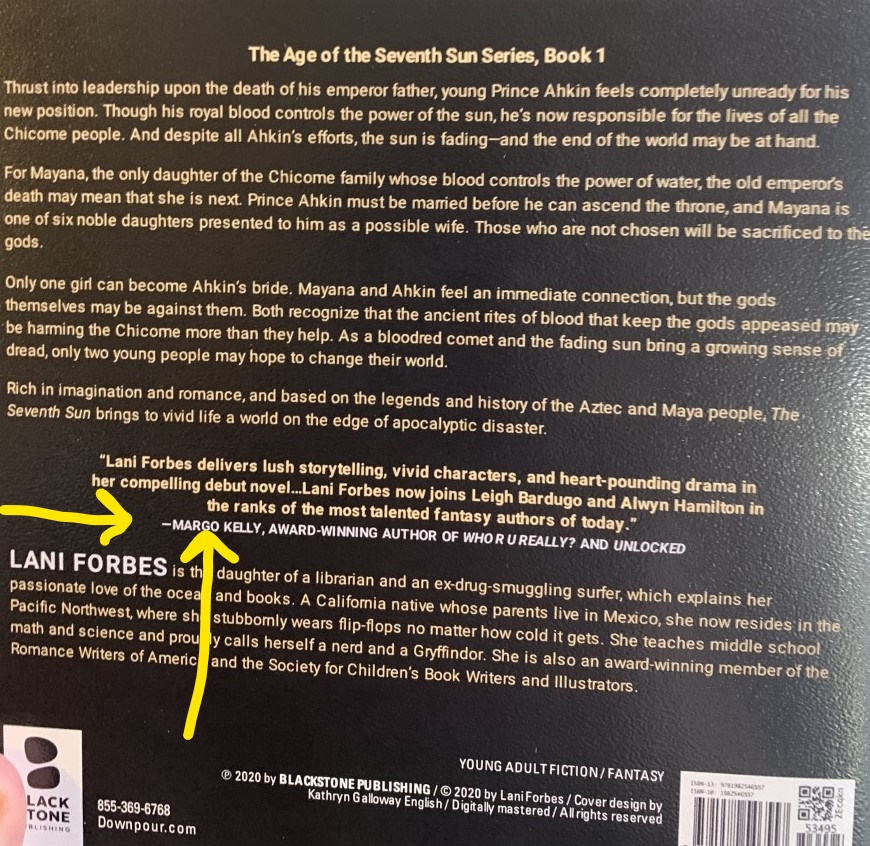 The Age of the Seventh Sun Series, Book 1
Thrust into leadership upon the death of his emperor father, young Prince Ahkin feels completely unready for his
new position. Though his royal blood controls the power of the sun, he's now responsible for the lives of all the
Chicome people. And despite all Ahkin's efforts, the sun is fading—and the end of the world may be at hand.
For Mayana, the only daughter of the Chicome family whose blood controls the power of water, the old emperor's
death may mean that she is next. Prince Ahkin must be married before he can ascend the throne, and Mayana is
one of six noble daughters presented to him as a possible wife. Those who are not chosen will be sacrificed to the
gods.
Only one girl can become Ahkin's bride. Mayana and Ahkin feel an immediate connection, but the gods
themselves may be against them. Both recognize that the ancient rites of blood that keep the gods appeased may
be harming the Chicome more than they help. As a bloodred comet and the fading sun bring a growing sense of
dread, only two young people may hope to change their world.
Rich in imagination and romance, and based on the legends and history of the Aztec and Maya people, The
Seventh Sun brings to vivid life a world on the edge of apocalyptic disaster.
"Lani Forbes delivers lush storytelling, vivid characters, and heart-pounding drama in
her compelling debut novel...Lani Forbes now joins Leigh Bardugo and Alwyn Hamilton in
the ranks of the most talented fantasy authors of today."
—MARGO KELLY, AWARD-WINNING AUTHOR OF WHO R U REALLY? AND UNLOCKED
LANI FORBES is th daughter of a librarian and an ex-drug-smuggling surfer, which explains her
passionate love of the ocea and books. A California native whose parents live in Mexico, she now resides in the
Pacific Northwest, where sh stubbornly wears flip-flops no matter how cold it gets. She teaches middle school
math and science and prou ly calls herself a nerd and a Gryffindor. She is also an award-winning member of the
Romance Writers of Americ and the Society for Children's Book Writers and Illustrators.
YOUNG ADULT FICTION / FANTASY
℗ 2020 by BLACKSTONE PUBLISHING / © 2020 by Lani Forbes / Cover design by
Kathryn Galloway English / Digitally mastered / All rights reserved
LACK
TONE
BLISHING
855-369-6768
Downpour.com
ISBN-13: 9781982546557
ISBN-10: 1982546557
53495